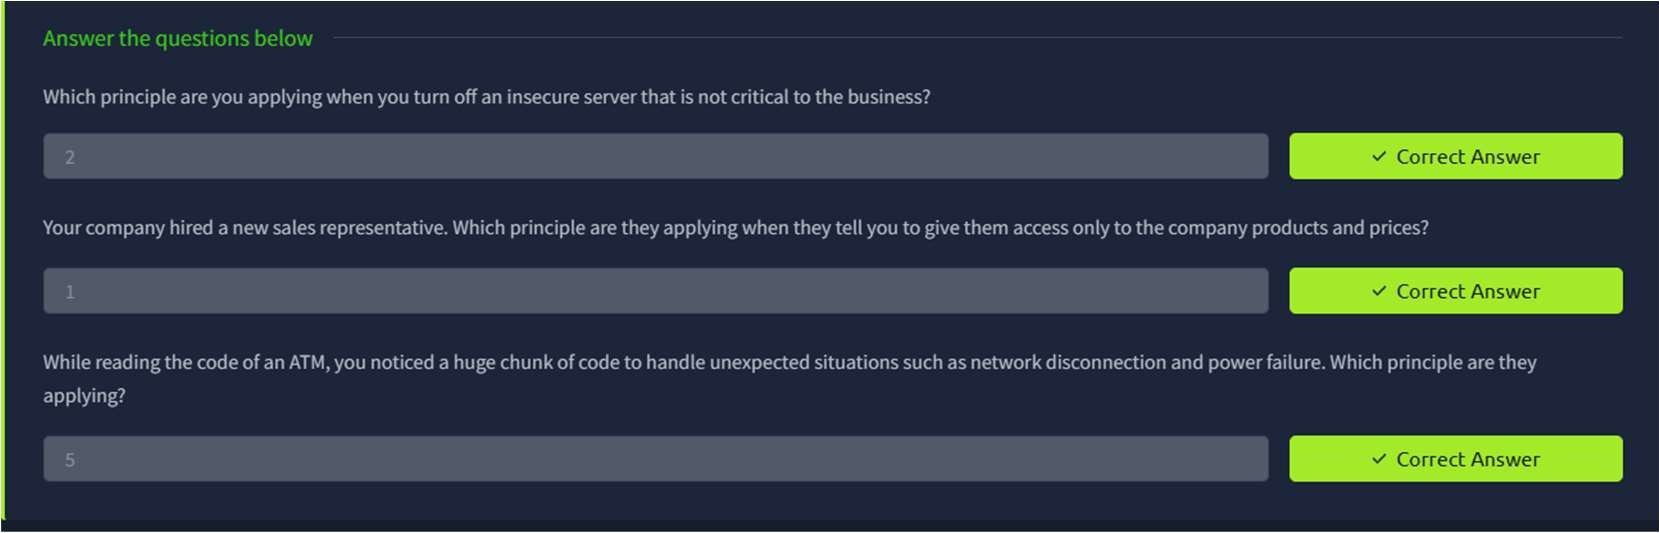 Answer the questions below
Which principle are you applying when you turn off an insecure server that is not critical to the business?
2
✓ Correct Answer
Your company hired a new sales representative. Which principle are they applying when they tell you to give them access only to the company products and prices?
1
✓ Correct Answer
While reading the code of an ATM, you noticed a huge chunk of code to handle unexpected situations such as network disconnection and power failure. Which principle are they
applying?
5
✓ Correct Answer